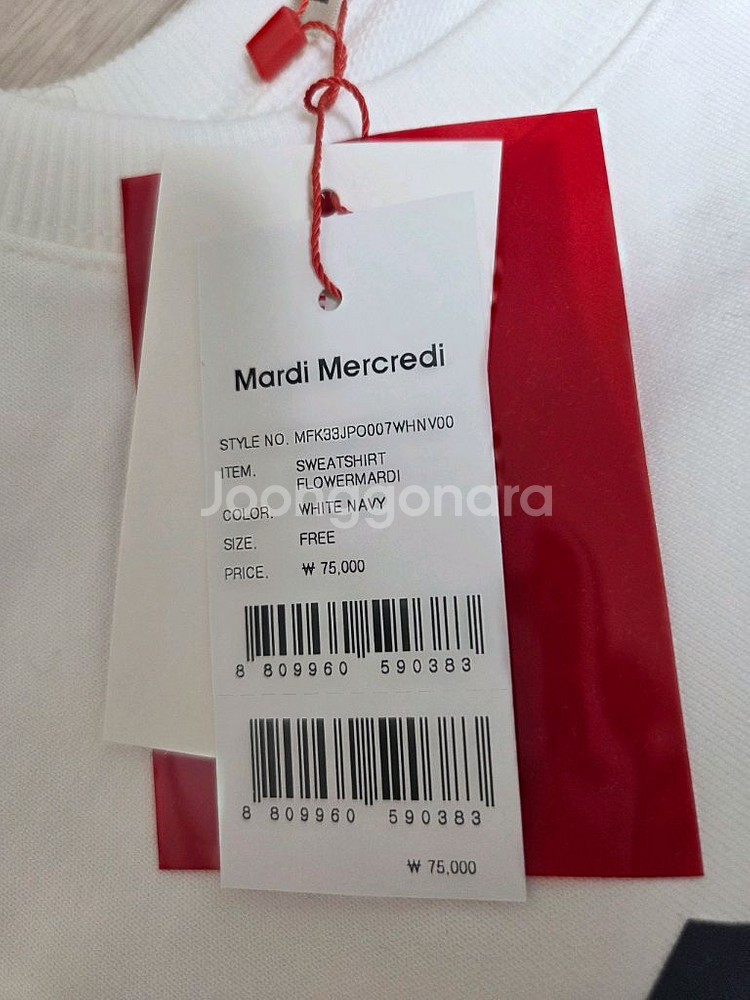 Mardi Mercredi
STYLE NO. MFK33JPO007WHNV00
ITEM. SWEATSHIRT
FLOWERMARDI
COLOR. WHITE NAVY
SIZE. FREE
PRICE. ₩ 75,000
8 809960 590383
8 809960 590383
₩ 75,000
Joonggonara